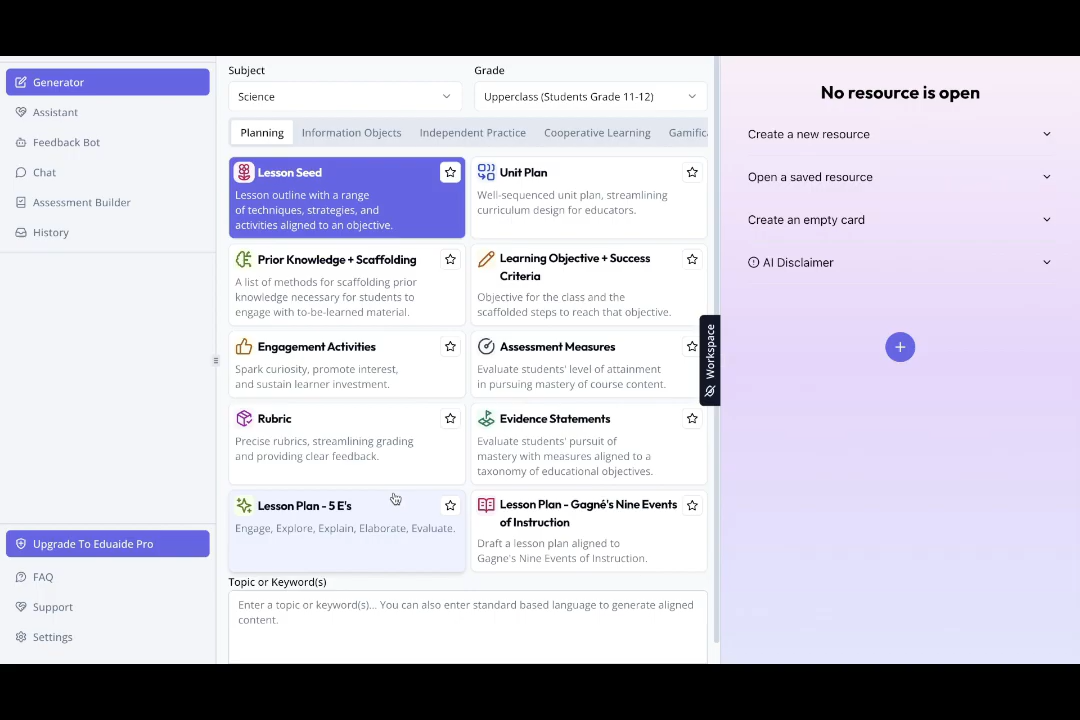 Generator
Assistant
Feedback Bot
Chat
Assessment Builder
History
Upgrade To Eduaide Pro
FAQ
Support
Settings
Subject
Grade
Science
Upperclass (Students Grade 11-12)
Planning
Information Objects
Independent Practice
Cooperative Learning
Gamifica
Lesson Seed
Lesson outline with a range
of techniques, strategies, and
activities aligned to an objective.
Unit Plan
Well-sequenced unit plan, streamlining
curriculum design for educators.
Prior Knowledge + Scaffolding
A list of methods for scaffolding prior
knowledge necessary for students to
engage with to-be-learned material.
Learning Objective + Success
Criteria
Objective for the class and the
scaffolded steps to reach that objective.
Engagement Activities
Spark curiosity, promote interest,
and sustain learner investment.
Assessment Measures
Evaluate students' level of attainment
in pursuing mastery of course content.
Rubric
Precise rubrics, streamlining grading
and providing clear feedback.
Evidence Statements
Evaluate students' pursuit of
mastery with measures aligned to a
taxonomy of educational objectives.
Lesson Plan - 5 E's
Engage, Explore, Explain, Elaborate, Evaluate.
Lesson Plan - Gagné's Nine Events
of Instruction
Draft a lesson plan aligned to
Gagne's Nine Events of Instruction.
Topic or Keyword(s)
Enter a topic or keyword(s)... You can also enter standard based language to generate aligned
content.
Workspace
No resource is open
Create a new resource
Open a saved resource
Create an empty card
AI Disclaimer